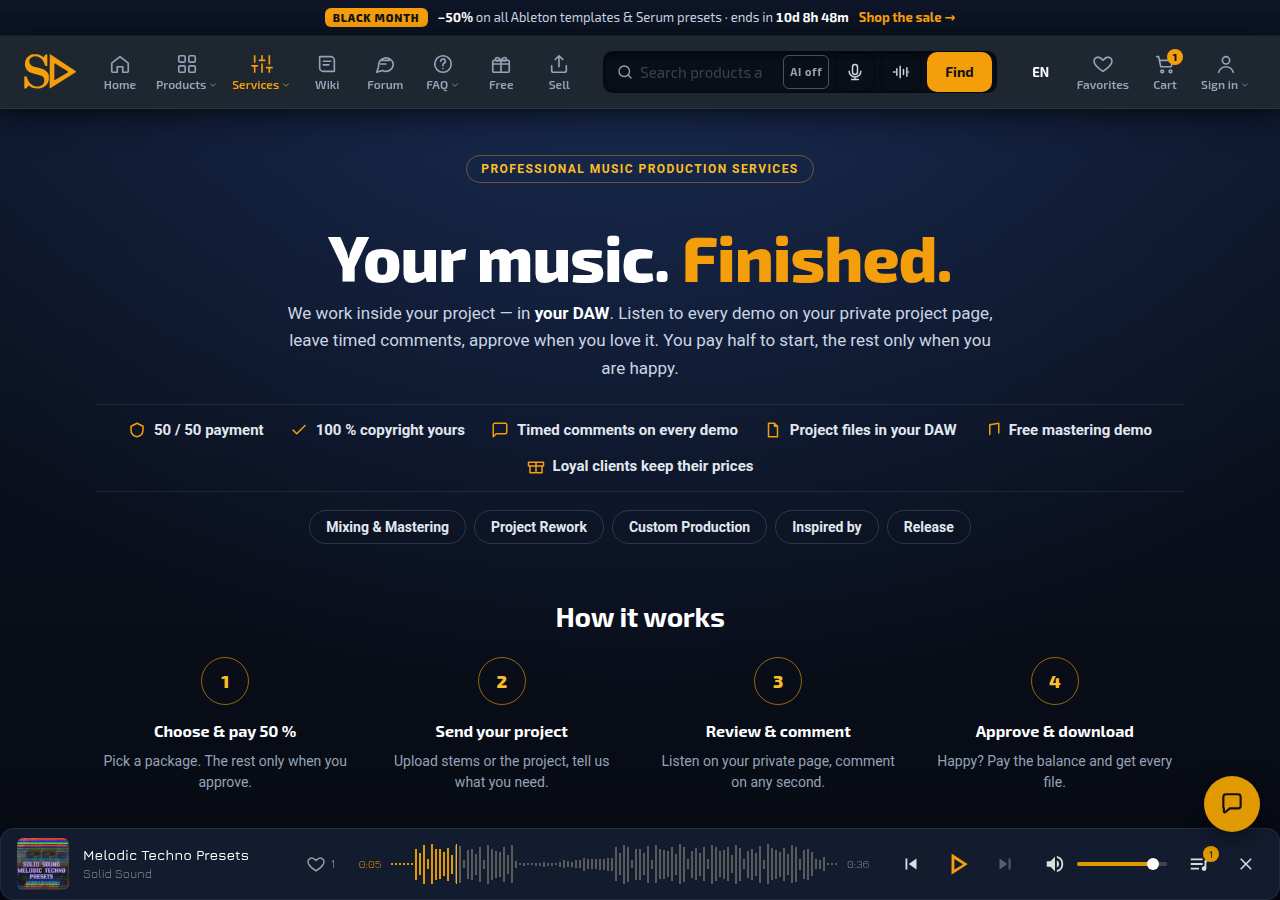 BLACK MONTH −50% on all Ableton templates & Serum presets · ends in 10d 8h 48m Shop the sale →
Home Products Services Wiki Forum FAQ Free Sell Search products a AI off Find EN Favorites Cart 1 Sign in
PROFESSIONAL MUSIC PRODUCTION SERVICES
Your music. Finished.
We work inside your project — in your DAW. Listen to every demo on your private project page,
leave timed comments, approve when you love it. You pay half to start, the rest only when you
are happy.
50 / 50 payment 100 % copyright yours Timed comments on every demo Project files in your DAW Free mastering demo
Loyal clients keep their prices
Mixing & Mastering Project Rework Custom Production Inspired by Release
How it works
1 2 3 4
Choose & pay 50 % Send your project Review & comment Approve & download
Pick a package. The rest only when you Upload stems or the project, tell us Listen on your private page, comment Happy? Pay the balance and get every
approve. what you need. on any second. file.
SOLID SOUND
MELODIC TECHNO
PRESETS
Melodic Techno Presets
Solid Sound
1 0:05 0:36 1